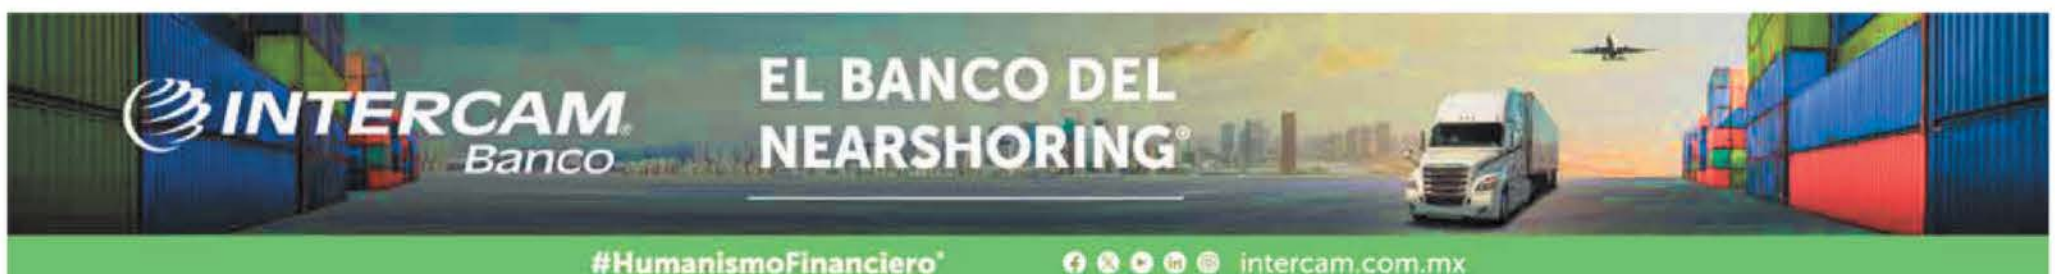 INTERCAM®
Banco
EL BANCO DEL
NEARSHORING®
#HumanismoFinanciero®
intercam.com.mx